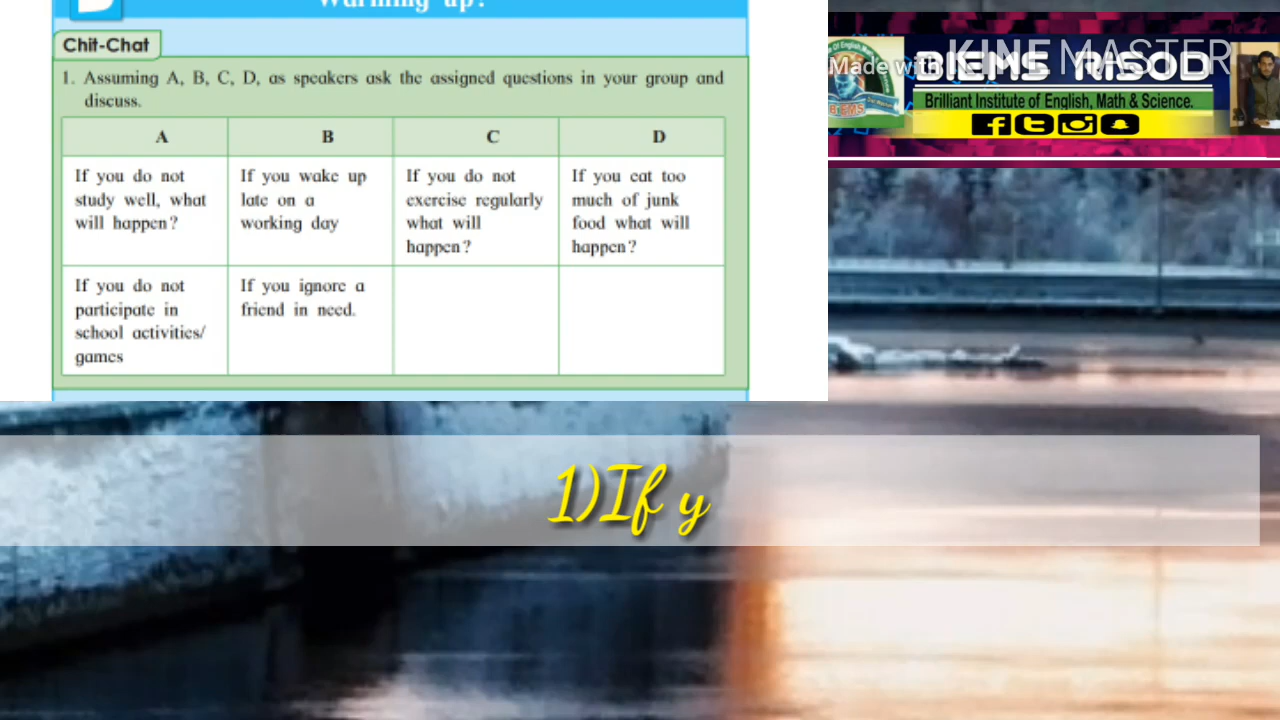 Warming up!
Chit-Chat
1. Assuming A, B, C, D, as speakers ask the assigned questions in your group and
discuss.
A
B
C
D
If you do not
study well, what
will happen?
If you wake up
late on a
working day
If you do not
exercise regularly
what will
happen?
If you eat too
much of junk
food what will
happen?
If you do not
participate in
school activities/
games
If you ignore a
friend in need.
Made with KINEMASTER
BIEMS RISOD
Brilliant Institute of English, Math & Science.
BIEMS
1)If y